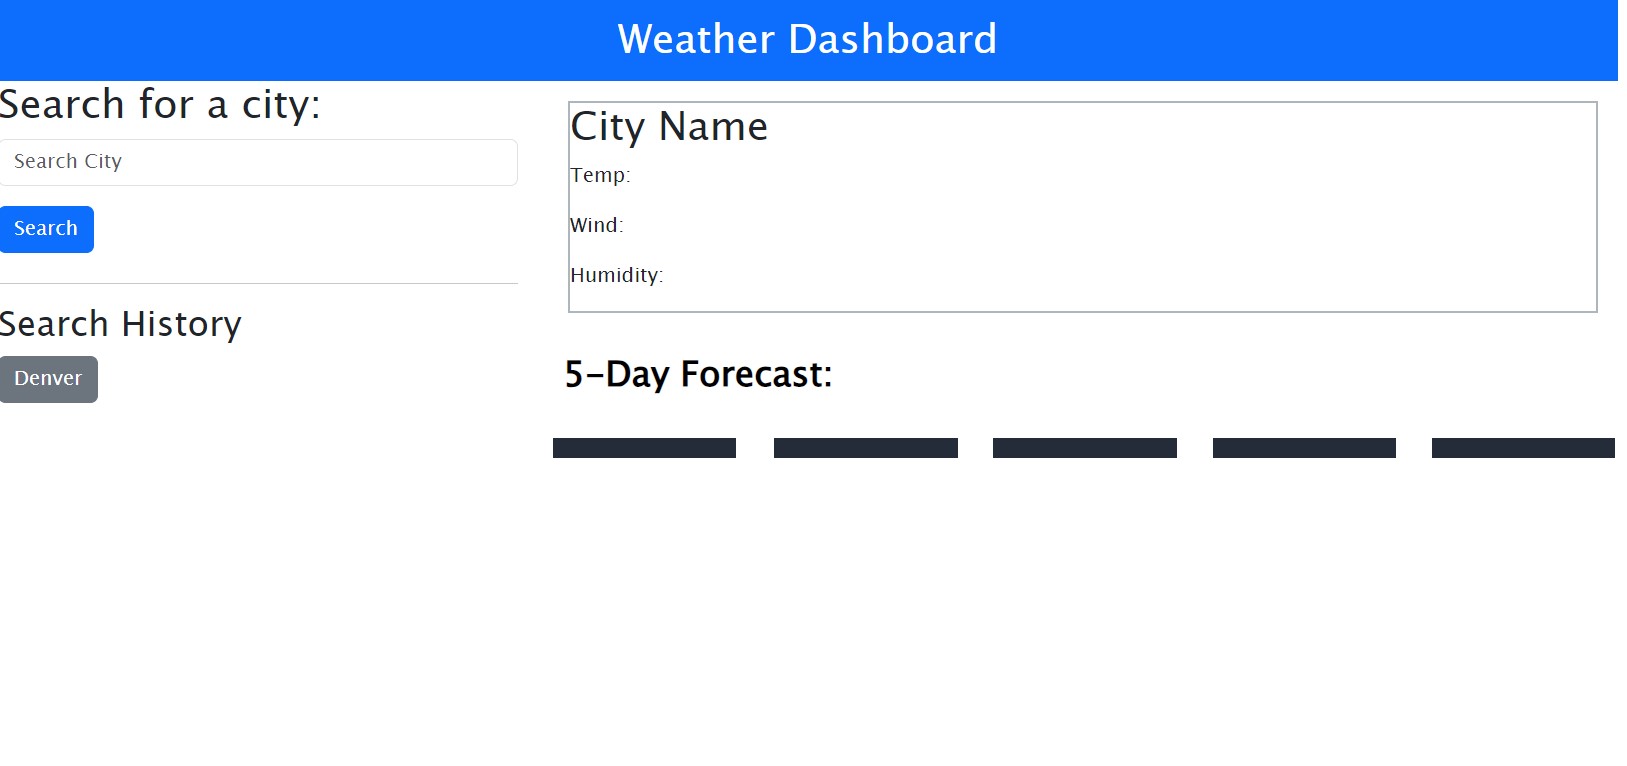 Weather Dashboard
Search for a city:
Search City
Search
Search History
Denver
City Name
Temp:
Wind:
Humidity:
5-Day Forecast: